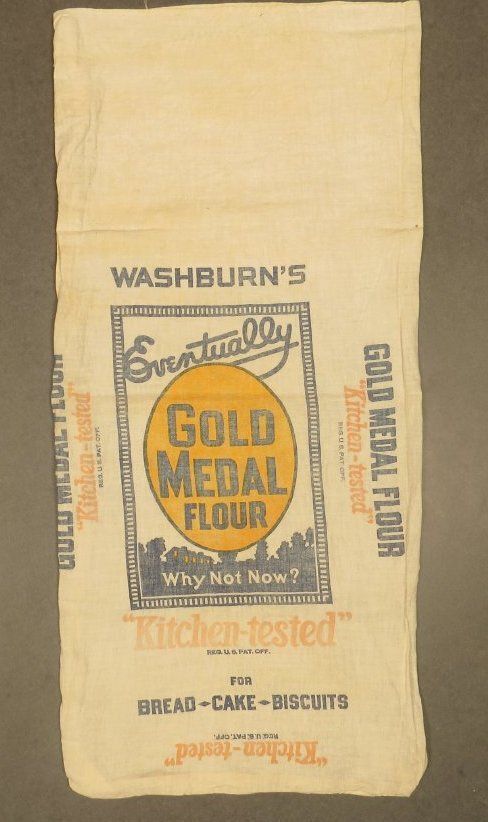 WASHBURN'S
Eventually
GOLD
MEDAL
FLOUR
Why Not Now?
"Kitchen-tested"
REG. U. S. PAT. OFF.
FOR
BREAD-CAKE-BISCUITS
"Kitchen-tested"
REG. U. S. PAT. OFF.
GOLD MEDAL FLOUR
"Kitchen-tested"
REG. U. S. PAT. OFF.
GOLD MEDAL FLOUR
"Kitchen-tested"
REG. U. S. PAT. OFF.